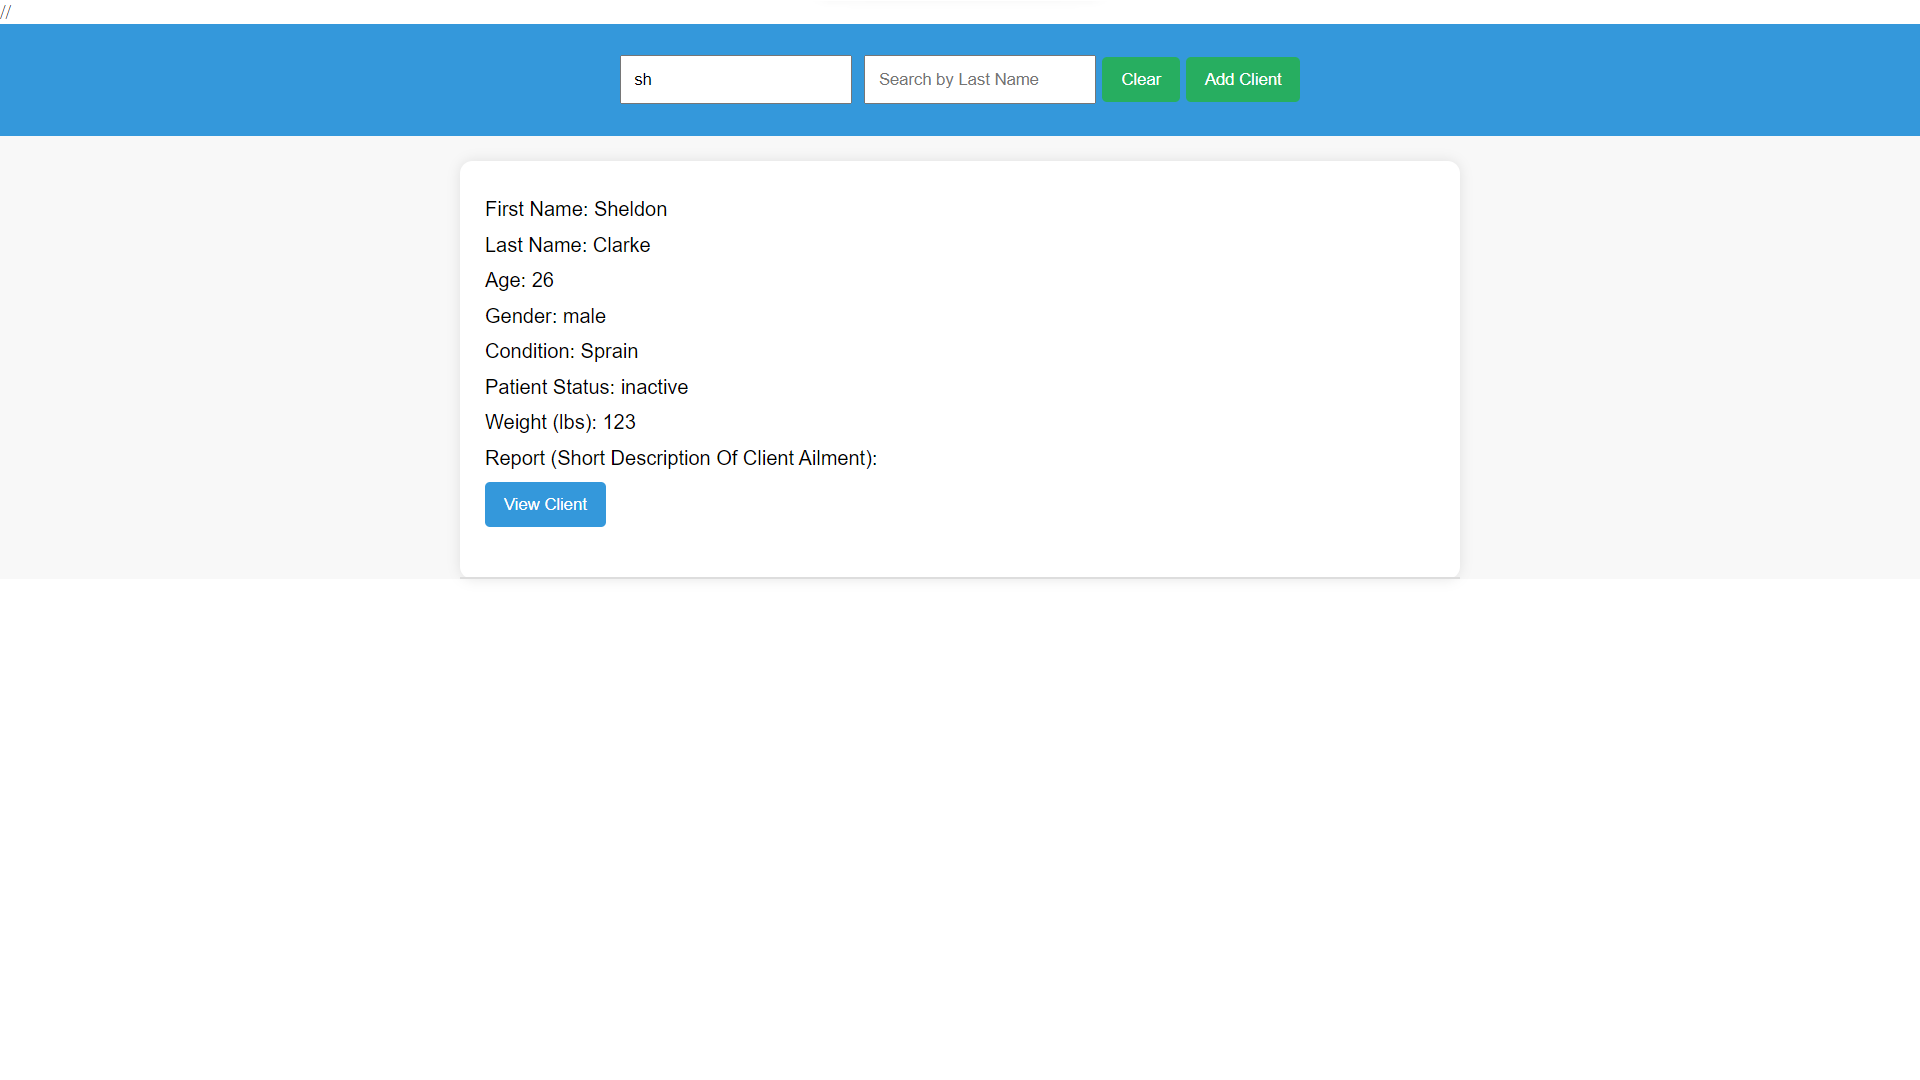 //
sh Search by Last Name Clear Add Client
First Name: Sheldon
Last Name: Clarke
Age: 26
Gender: male
Condition: Sprain
Patient Status: inactive
Weight (lbs): 123
Report (Short Description Of Client Ailment):
View Client